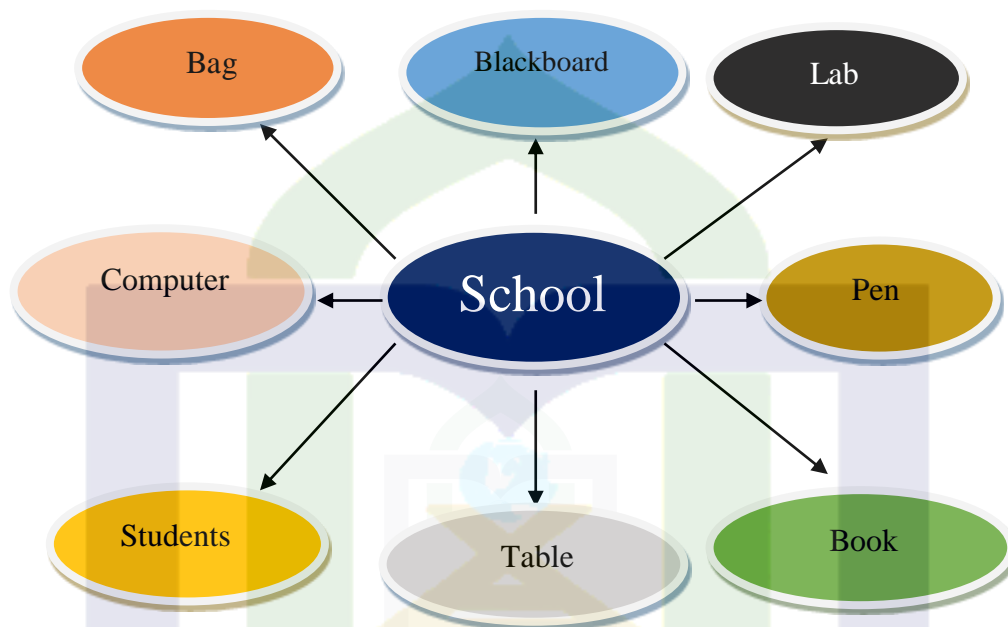 Bag
Blackboard
Lab
Computer
School
Pen
Students
Table
Book